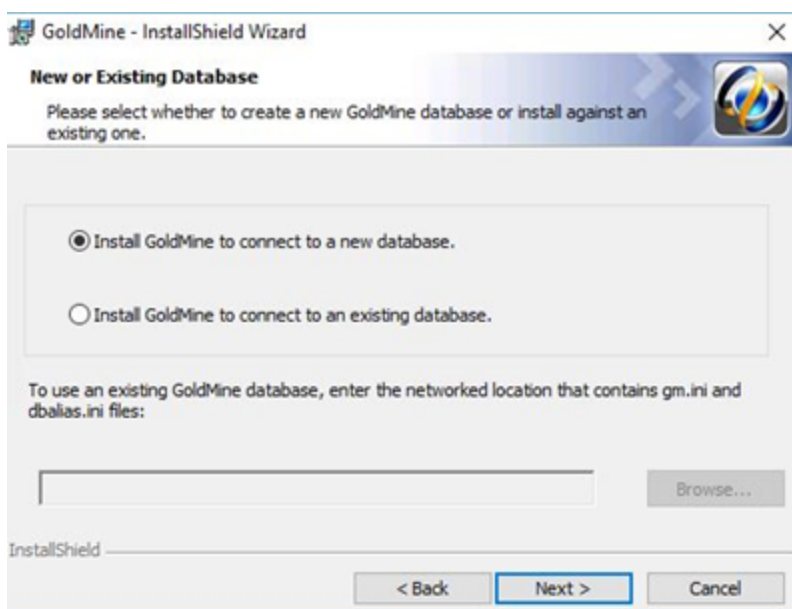 GoldMine - InstallShield Wizard
New or Existing Database
Please select whether to create a new GoldMine database or install against an
existing one.
Install GoldMine to connect to a new database.
Install GoldMine to connect to an existing database.
To use an existing GoldMine database, enter the networked location that contains gm.ini and
dbalias.ini files:
Browse...
InstallShield
< Back
Next >
Cancel